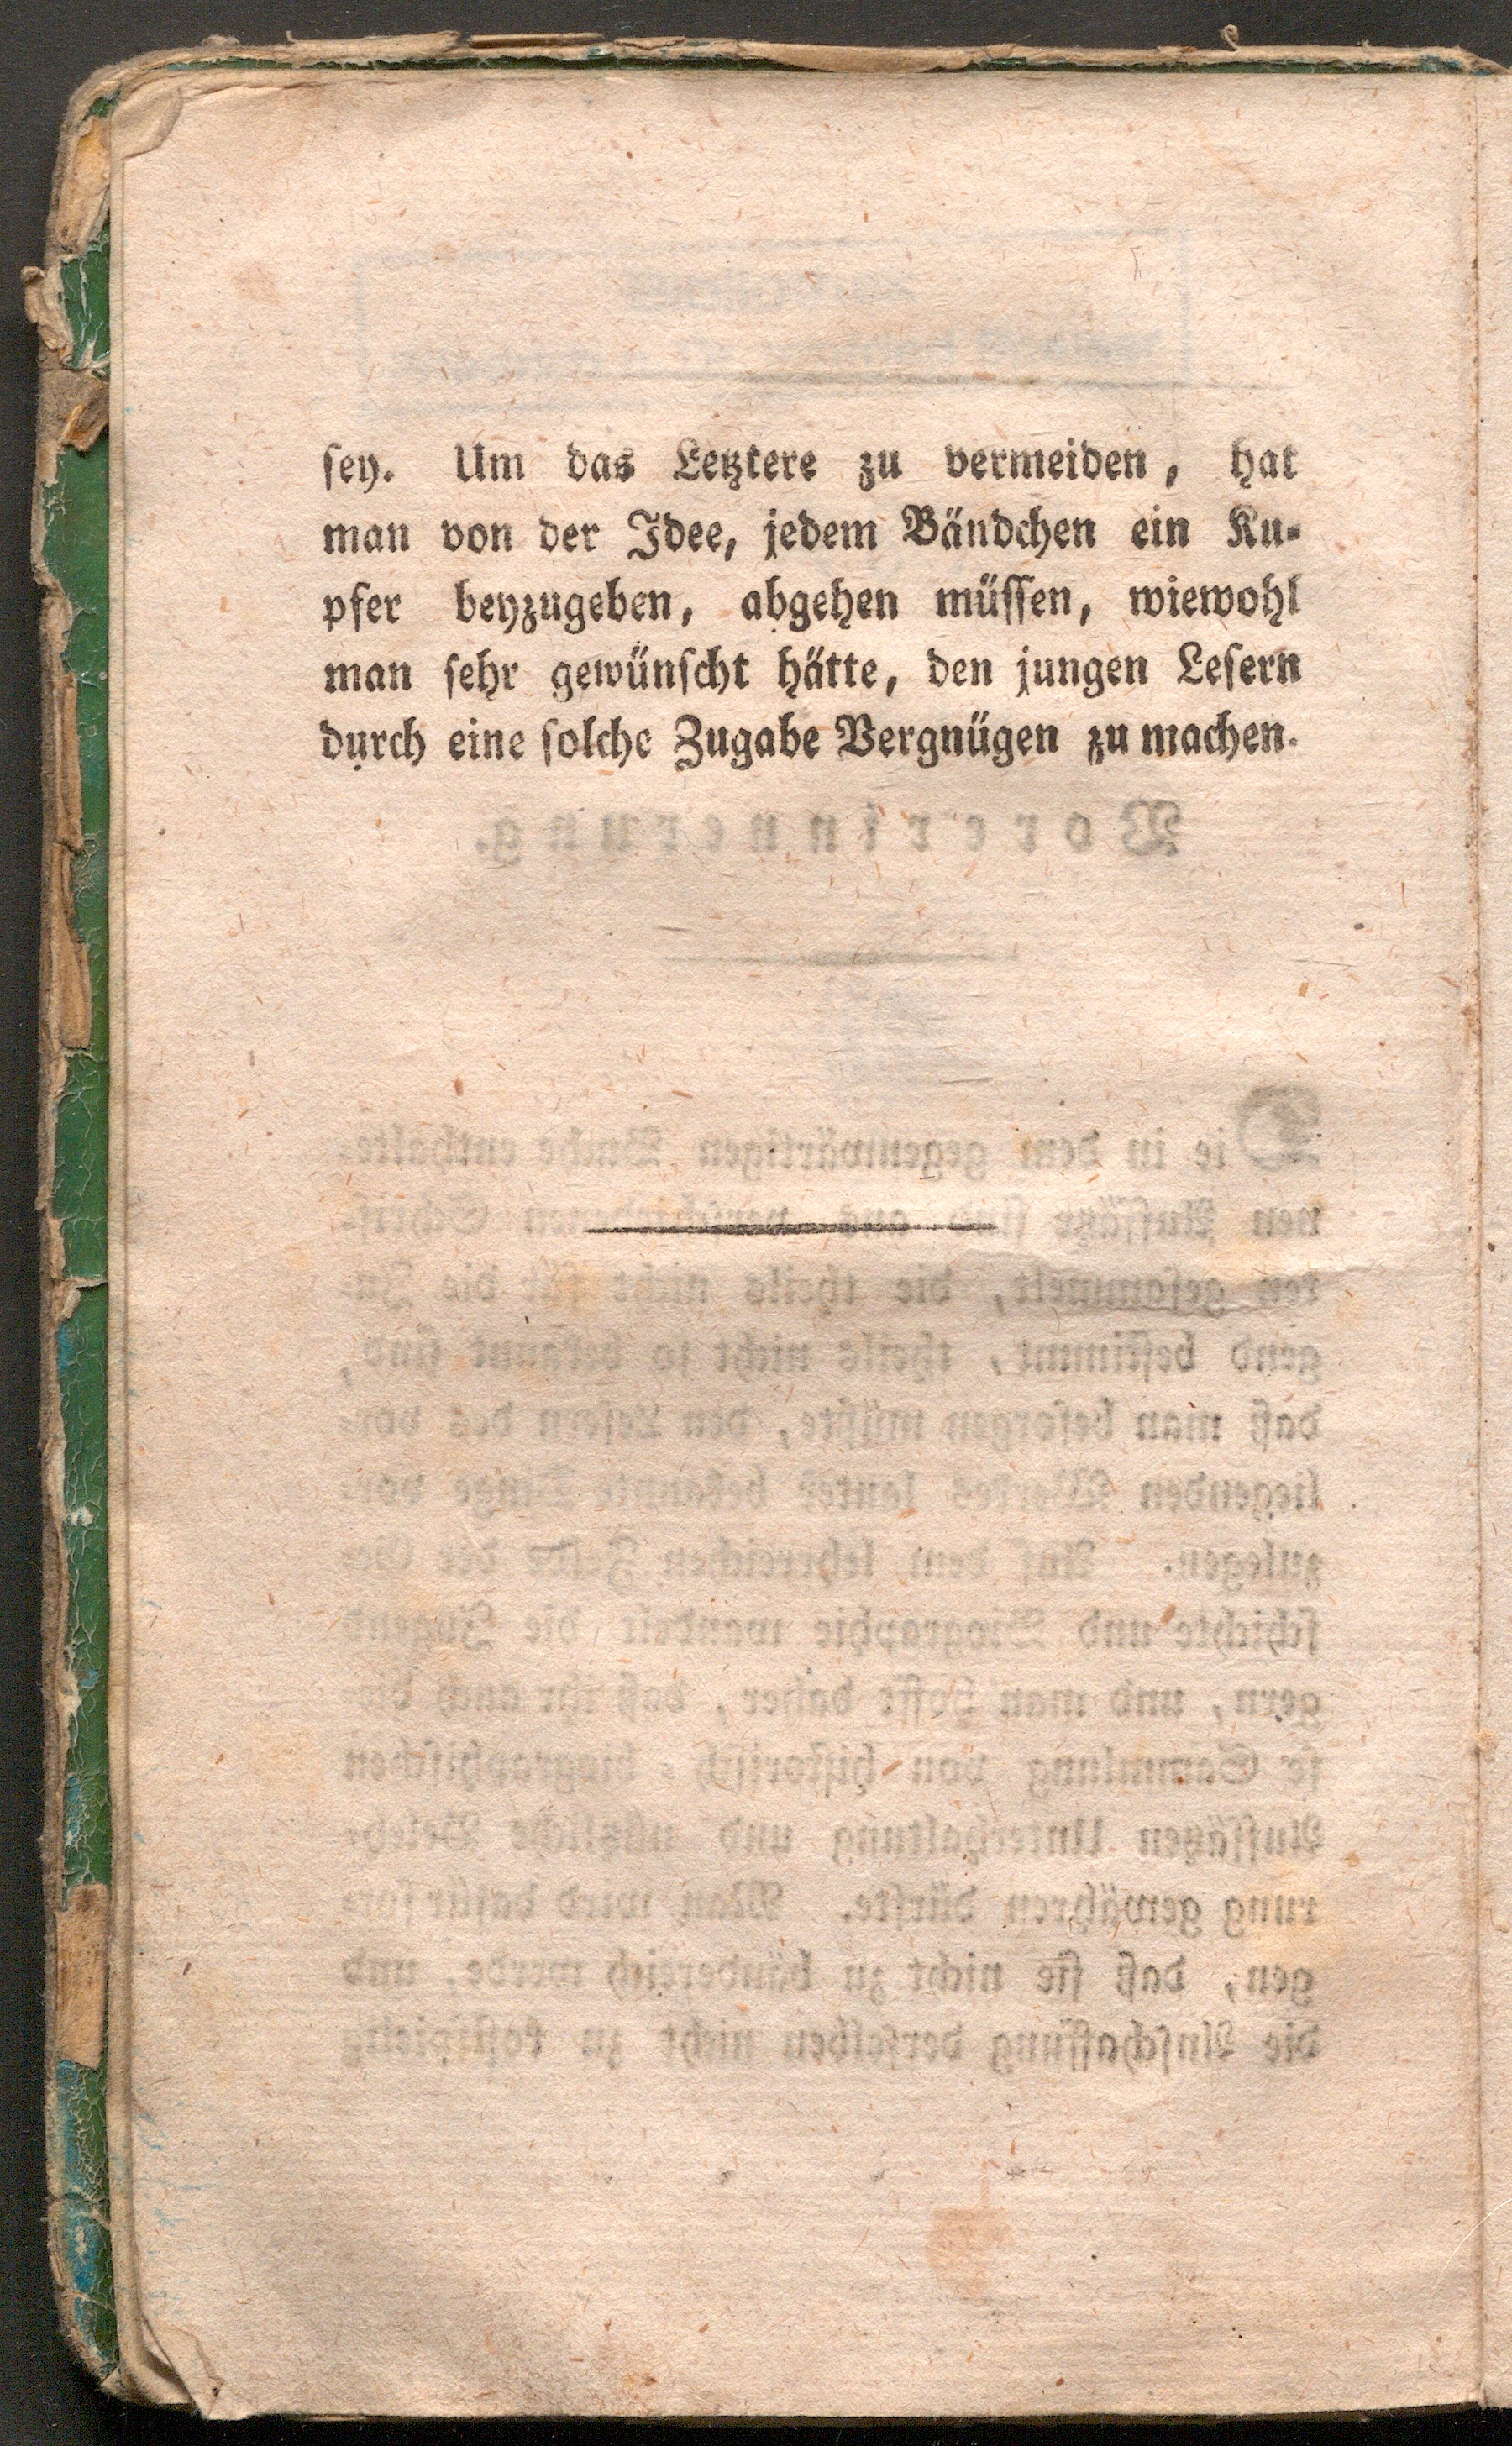 sey. Um das Letztere zu vermeiden, hat
man von der Idee, jedem Bändchen ein Ku-
pfer beyzugeben, abgehen müssen, wiewohl
man sehr gewünscht hätte, den jungen Lesern
durch eine solche Zugabe Vergnügen zu machen.